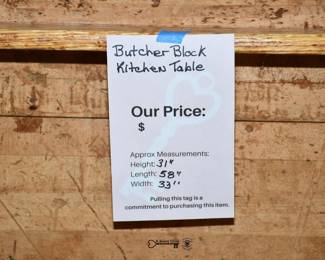 Butcher Block
Kitchen Table
Our Price:
$
Approx Measurements:
Height: 31"
Length: 58"
Width: 33"
Pulling this tag is a
commitment to purchasing this item.